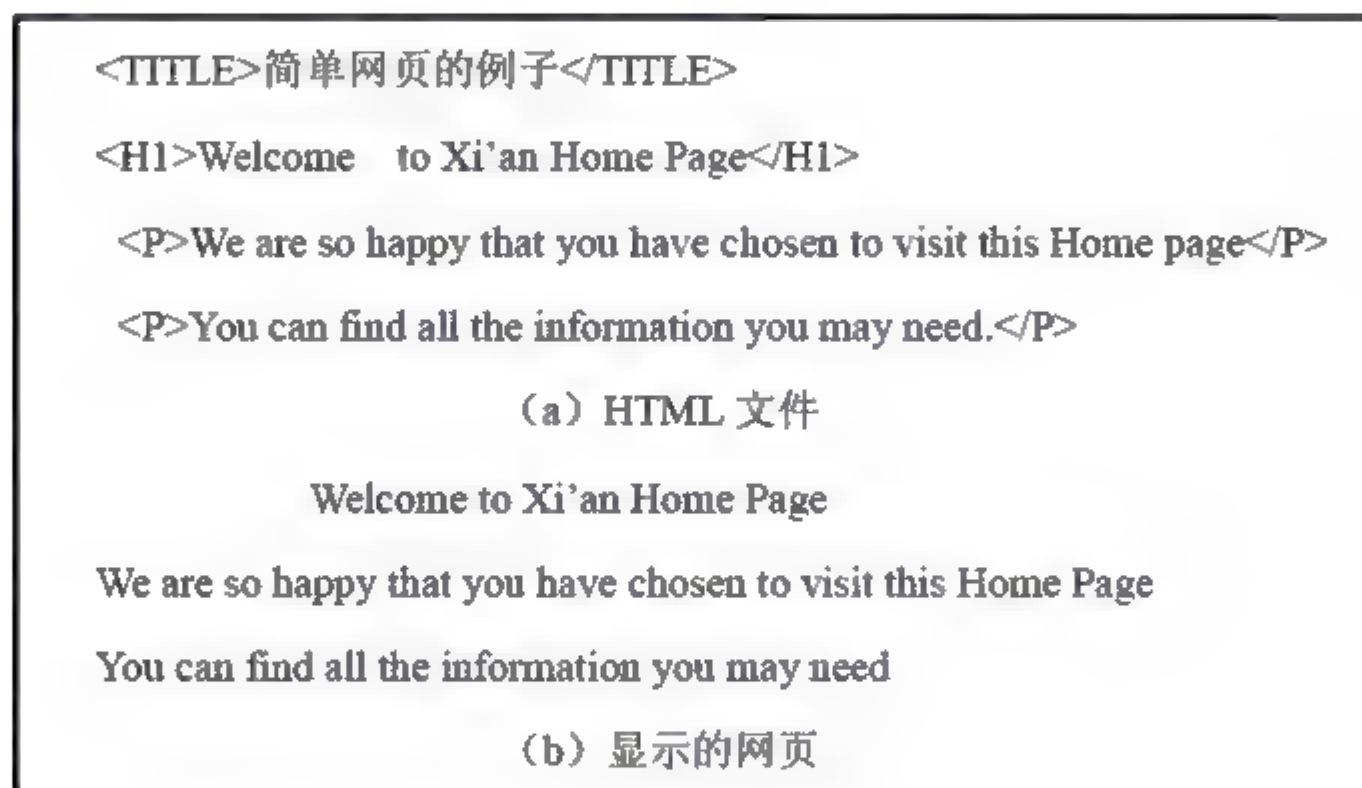 <TITLE>简单网页的例子</TITLE>
<H1>Welcome to Xi’an Home Page</H1>
<P>We are so happy that you have chosen to visit this Home page</P>
<P>You can find all the information you may need.</P>
（a）HTML 文件
Welcome to Xi’an Home Page
We are so happy that you have chosen to visit this Home Page
You can find all the information you may need
（b）显示的网页